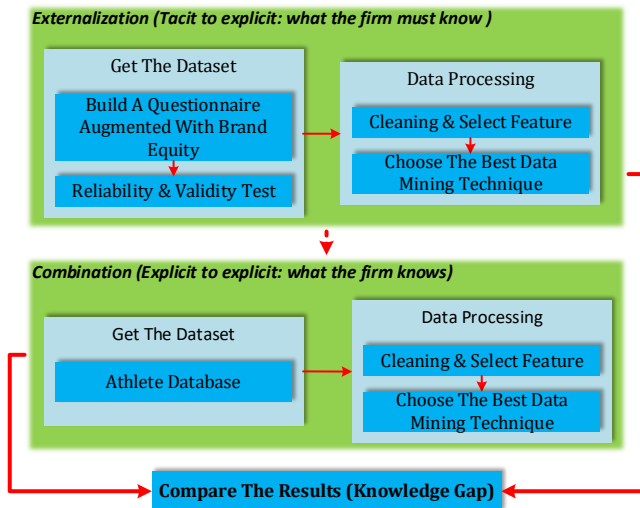 Externalization (Tacit to explicit: what the firm must know )
Get The Dataset
Build A Questionnaire
Augmented With Brand
Equity
Reliability & Validity Test
Data Processing
Cleaning & Select Feature
Choose The Best Data
Mining Technique
Combination (Explicit to explicit: what the firm knows)
Get The Dataset
Athlete Database
Data Processing
Cleaning & Select Feature
Choose The Best Data
Mining Technique
Compare The Results (Knowledge Gap)